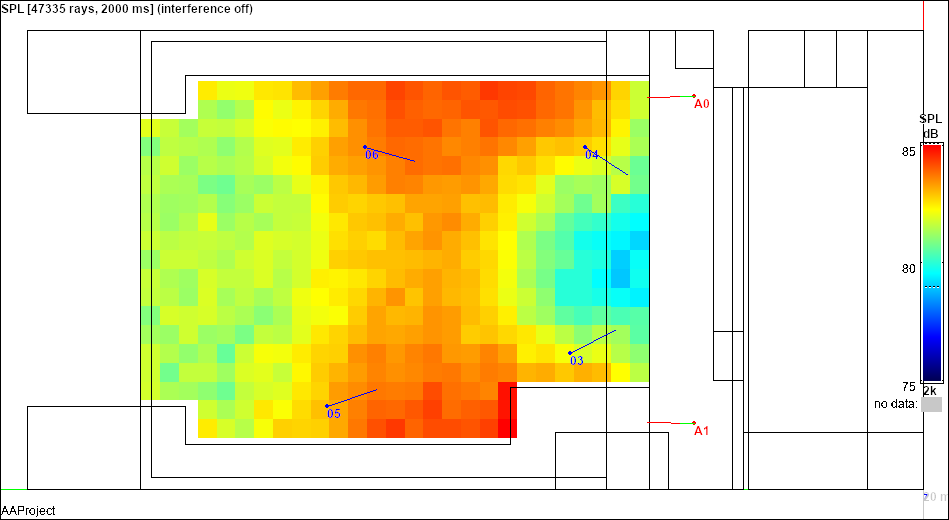 SPL [47335 rays, 2000 ms] (interference off)
A0
SPL
dB
85
06
04
80
03
75
2k
no data:
05
A1
20 m
AAProject